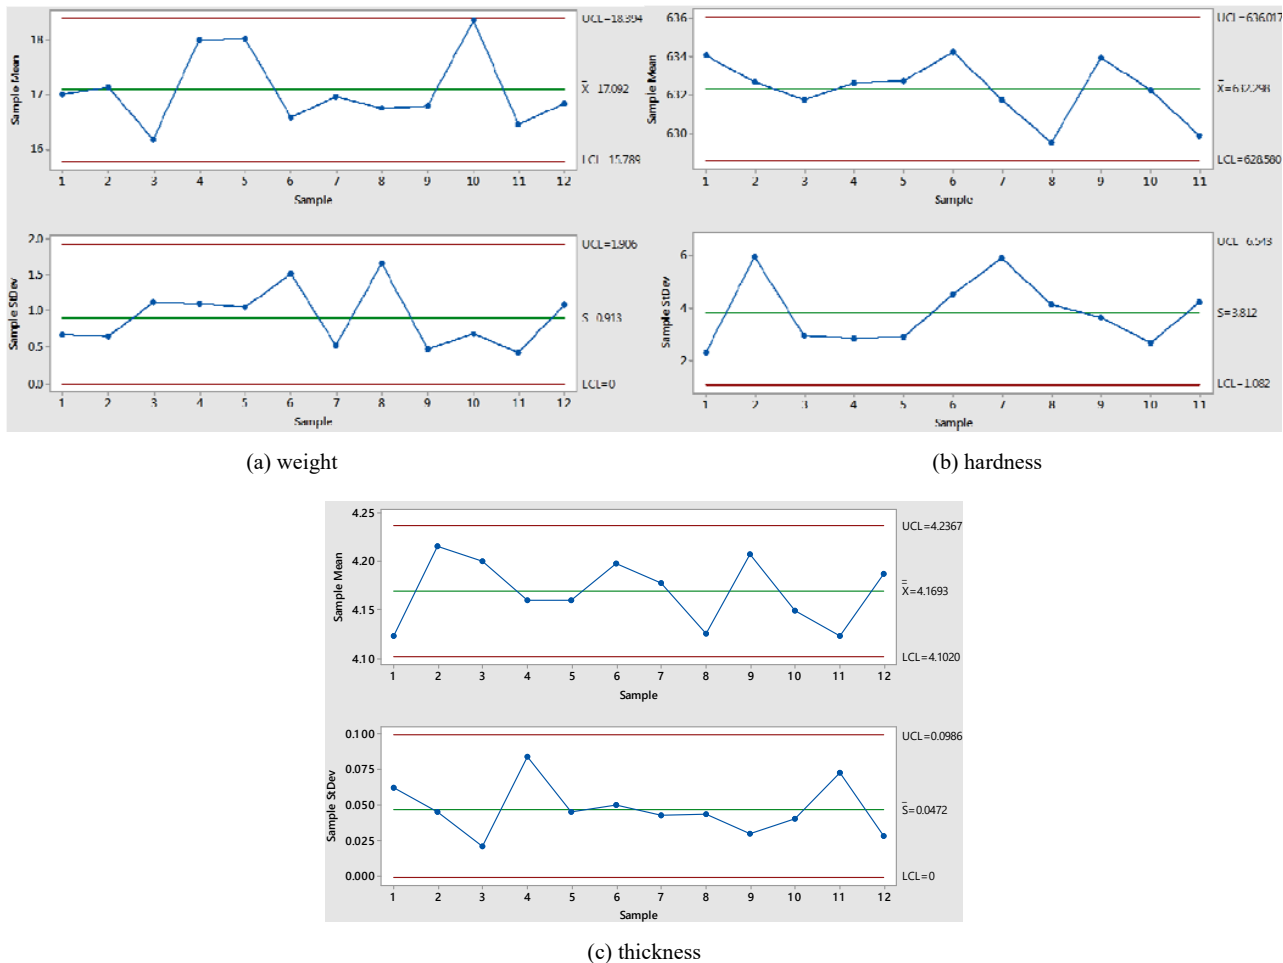 UCL=18.394
18
Sample Mean
X 17.092
17
16
LCL 15.789
1 2 3 4 5 6 7 8 9 10 11 12
Sample
2.0
UCL=1.906
1.5
Sample StDev
1.0
S 0.913
0.5
0.0
LCL=0
1 2 3 4 5 6 7 8 9 10 11 12
Sample
(a) weight
636
UCL=636.017
634
Sample Mean
X=632.298
632
630
LCL=628.580
1 2 3 4 5 6 7 8 9 10 11
Sample
UCL 6.543
6
Sample StDev
4
S=3.812
2
LCL=1.082
1 2 3 4 5 6 7 8 9 10 11
Sample
(b) hardness
4.25
UCL=4.2367
4.20
Sample Mean
X=4.1693
4.15
4.10
LCL=4.1020
1 2 3 4 5 6 7 8 9 10 11 12
Sample
0.100
UCL=0.0986
0.075
Sample StDev
0.050
S=0.0472
0.025
0.000
LCL=0
1 2 3 4 5 6 7 8 9 10 11 12
Sample
(c) thickness